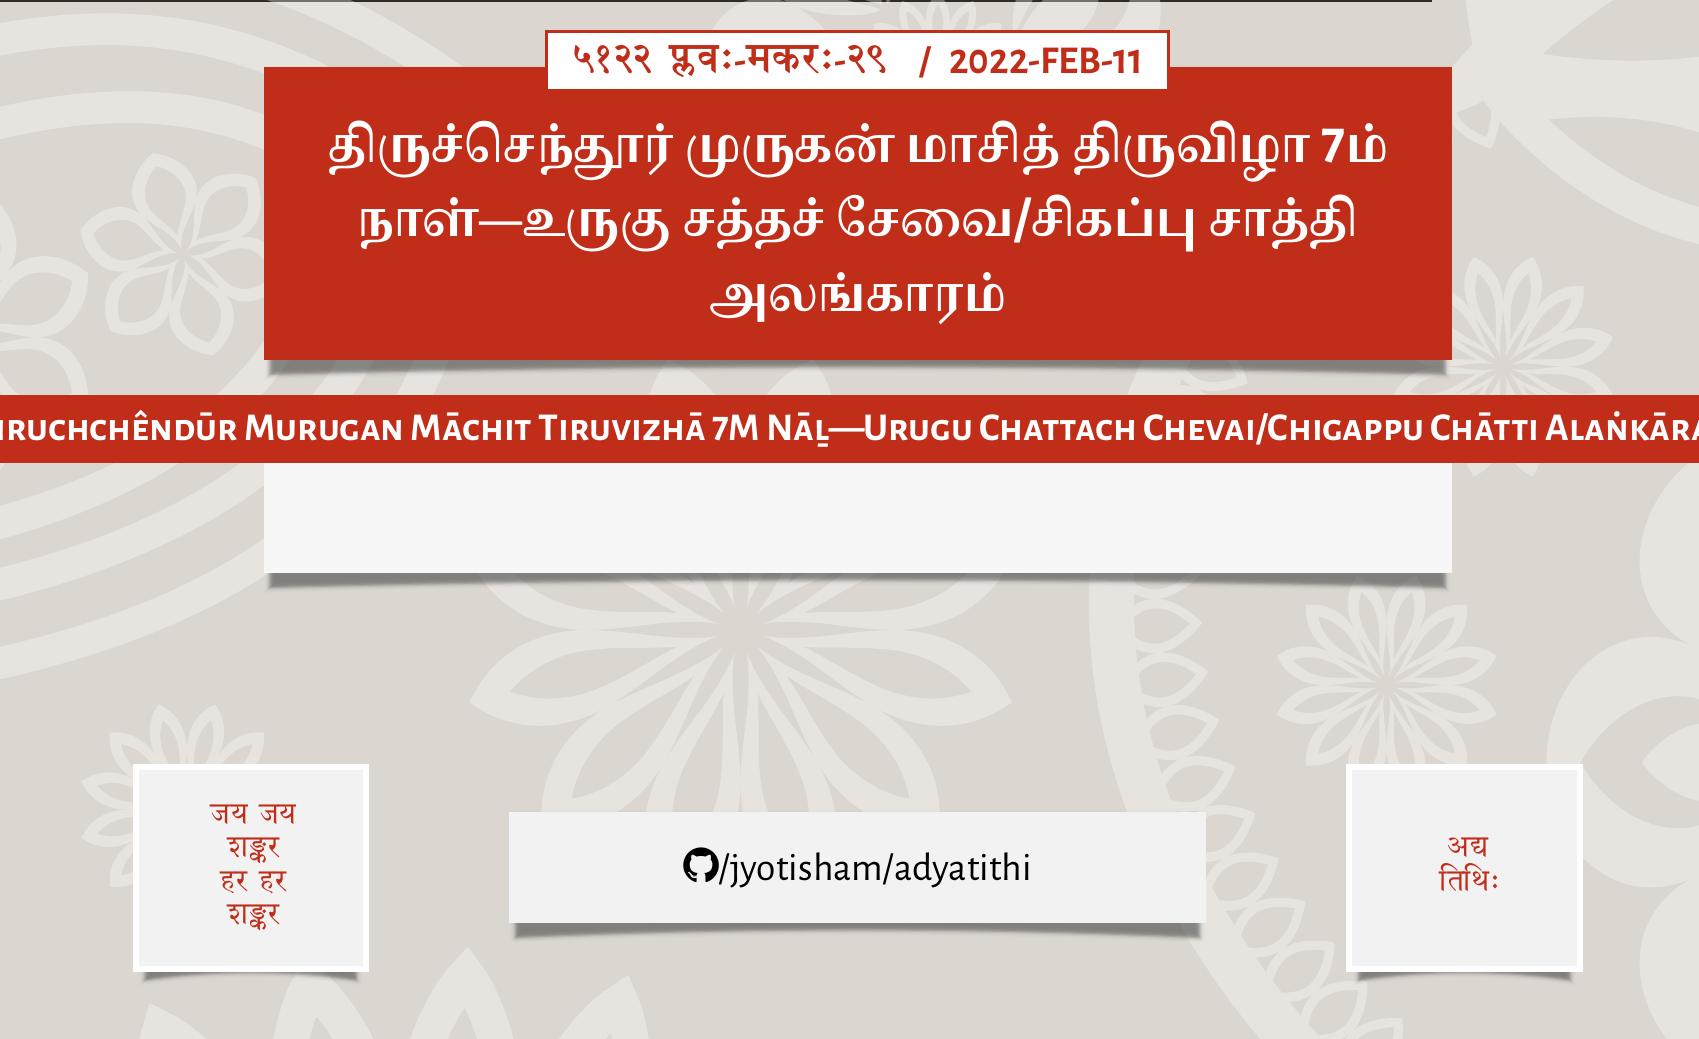 ५१२२ प्लवः-मकरः-२९ / 2022-FEB-11
திருச்செந்தூர் முருகன் மாசித் திருவிழா 7ம்
நாள்—உருகு சத்தச் சேவை/சிகப்பு சாத்தி
அலங்காரம்
iruchchêndūr Murugan Māchit Tiruvizhā 7m Nāḻ—Urugu Chattach Chevai/Chigappu Chātti Alaṅkāra
जय जय
शङ्कर
हर हर
शङ्कर
/jyotisham/adyatithi
अद्य
तिथिः